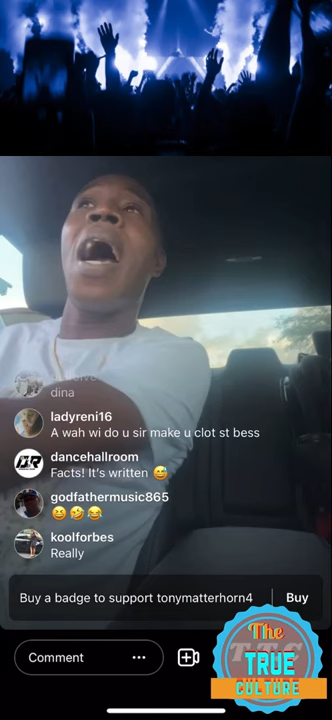 dina
ladyreni16
A wah wi do u sir make u clot st bess
dancehallroom
Facts! It's written 😅
godfathermusic865
😆🤣😂
koolforbes
Really
Buy a badge to support tonymatterhorn4 Buy
Comment
The
TRUE
CULTURE